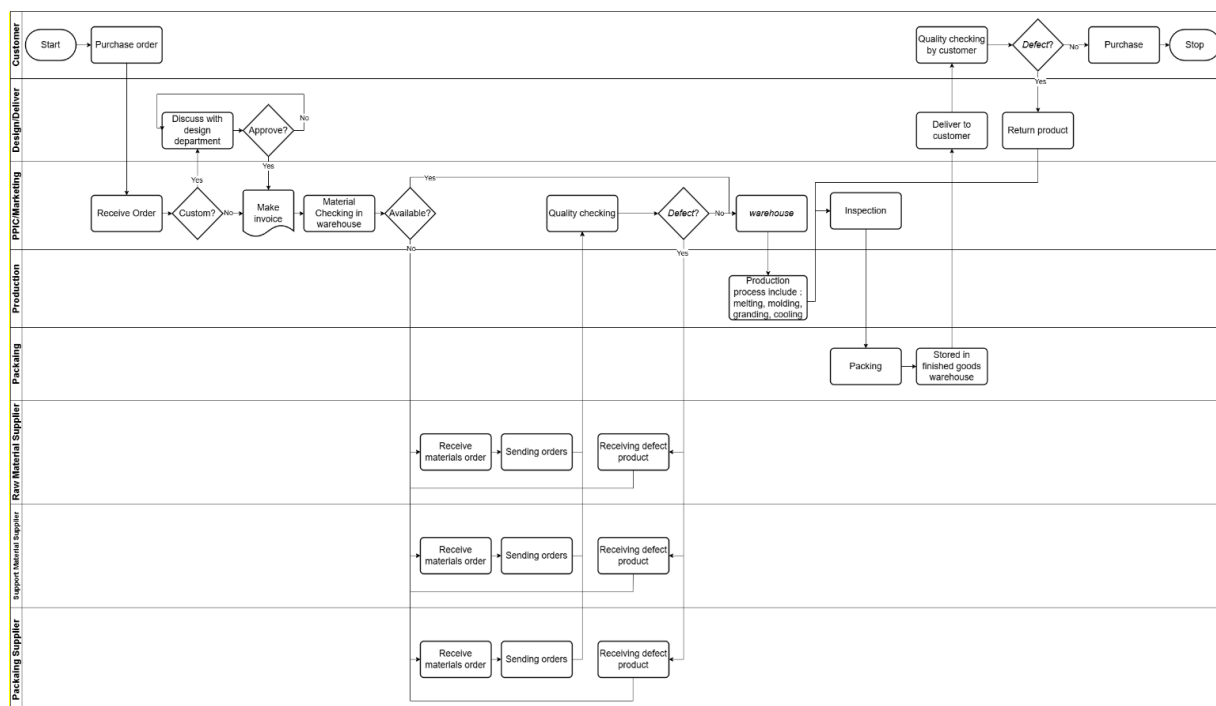 Customer
Start
Purchase order
Quality checking
by customer
Defect?
No
Purchase
Stop
Yes
Design/Deliver
Discuss with
design
department
Approve?
No
Yes
Yes
Deliver to
customer
Return product
PPIC/Marketing
Receive Order
Custom?
No
Make
invoice
Material
Checking in
warehouse
Available?
Yes
No
Quality checking
Defect?
No
Yes
warehouse
Inspection
Production
Production
process include :
melting, molding,
granding, cooling
Packaing
Packing
Stored in
finished goods
warehouse
Raw Material Supplier
Receive
materials order
Sending orders
Receiving defect
product
Support Material Supplier
Receive
materials order
Sending orders
Receiving defect
product
Packaing Supplier
Receive
materials order
Sending orders
Receiving defect
product